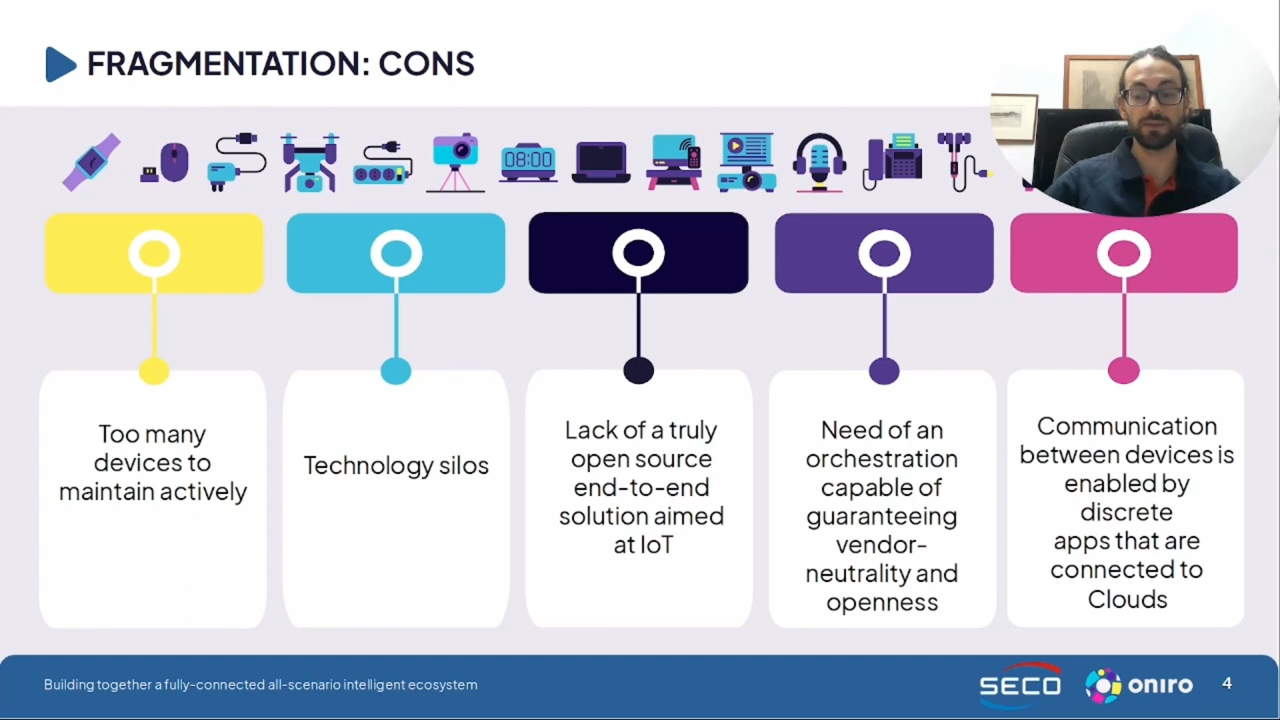 FRAGMENTATION: CONS
08:00
Too many
devices to
maintain actively
Technology silos
Lack of a truly
open source
end-to-end
solution aimed
at IoT
Need of an
orchestration
capable of
guaranteeing
vendor-
neutrality and
openness
Communication
between devices is
enabled by
discrete
apps that are
connected to
Clouds
Building together a fully-connected all-scenario intelligent ecosystem
SECO
oniro
4